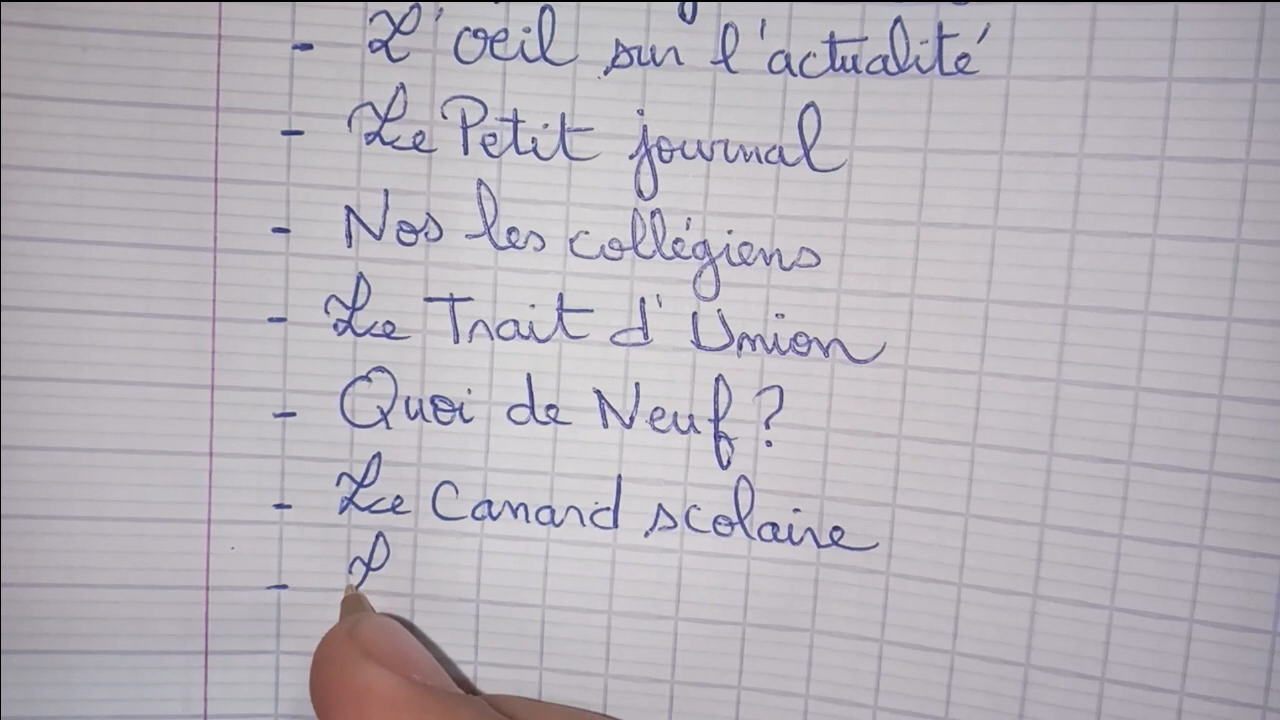 - L'oeil sur l'actualité
- Le Petit journal
- Nos les collégiens
- Le Trait d'Union
- Quoi de Neuf ?
- Le Canard scolaire
- L